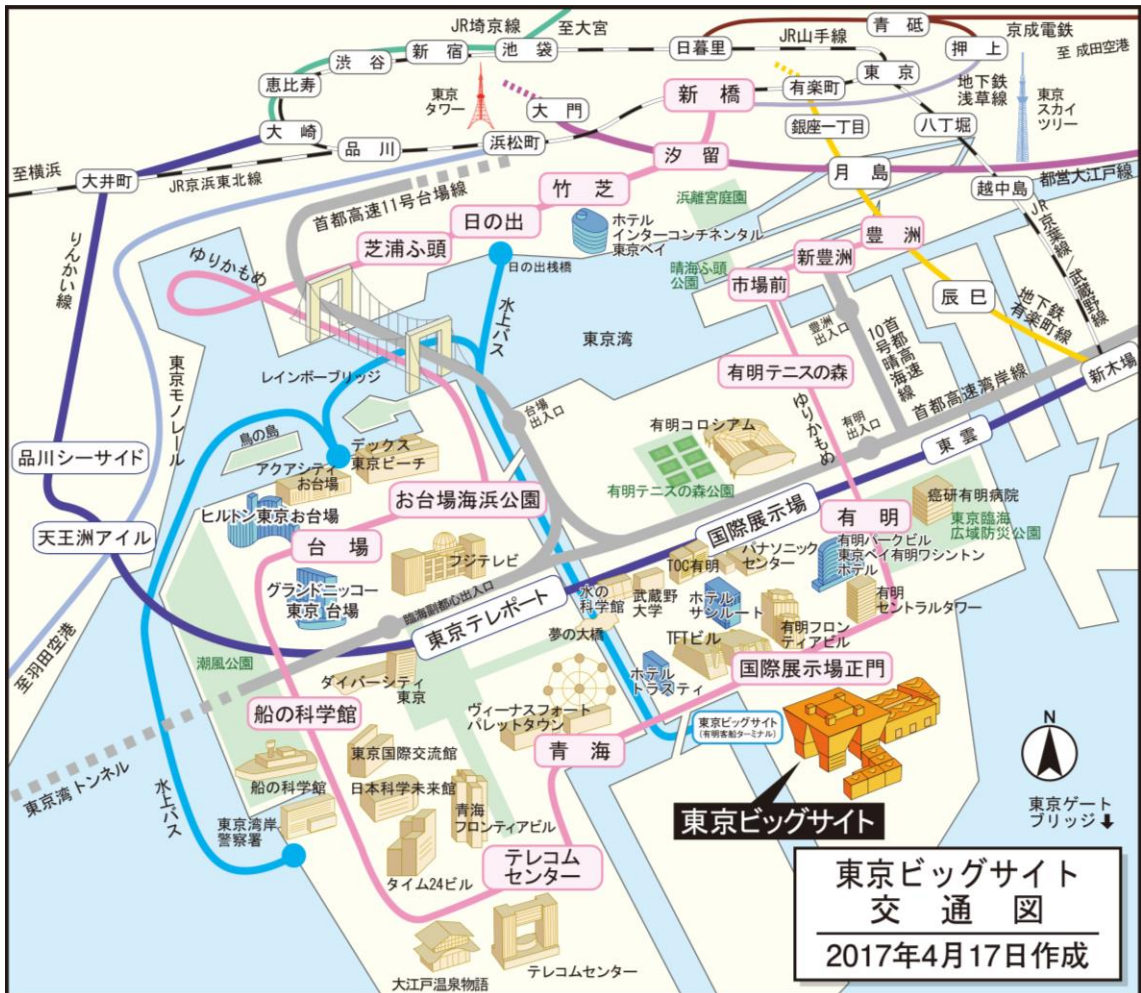 JR埼京線
至大宮
青砥
京成電鉄
渋谷
新宿
池袋
日暮里
JR山手線
押上
至 成田空港
恵比寿
東京
タワー
新橋
有楽町
東京
地下鉄
浅草線
東京
スカイ
ツリー
大門
大崎
品川
浜松町
銀座一丁目
八丁堀
至横浜
大井町
JR京浜東北線
汐留
月島
越中島
都営大江戸線
首都高速11号台場線
竹芝
浜離宮庭園
JR京葉線/武蔵野線
日の出
ホテル
インターコンチネンタル
東京ベイ
豊洲
りんかい線
ゆりかもめ
芝浦ふ頭
日の出桟橋
晴海ふ頭
公園
新豊洲
市場前
辰巳
地下鉄
有楽町線
水上バス
東京湾
豊洲
出入口
首都高速
10号晴海線
首都高速湾岸線
新木場
東京モノレール
レインボーブリッジ
有明テニスの森
ゆりかもめ
台場
出入口
有明
出入口
東雲
鳥の島
デックス
東京ビーチ
有明コロシアム
品川シーサイド
アクアシティ
お台場
お台場海浜公園
有明テニスの森公園
国際展示場
癌研有明病院
ヒルトン東京お台場
有明
東京臨海
広域防災公園
天王洲アイル
台場
フジテレビ
TOC有明
パナソニック
センター
有明パークビル
東京ベイ有明ワシントン
ホテル
グランドニッコー
東京 台場
臨海副都心出入口
東京テレポート
水の
科学館
武蔵野
大学
ホテル
サンルート
有明
セントラルタワー
至羽田空港
潮風公園
夢の大橋
TFTビル
有明フロン
ティアビル
ダイバーシティ
東京
ホテル
トラスティ
国際展示場正門
船の科学館
ヴィーナスフォート
パレットタウン
東京ビッグサイト
(有明客船ターミナル)
青海
N
東京国際交流館
東京湾トンネル
水上バス
船の科学館
日本科学未来館
青海
フロンティアビル
東京ゲート
ブリッジ↓
東京湾岸
警察署
東京ビッグサイト
タイム24ビル
テレコム
センター
東京ビッグサイト
交通図
2017年4月17日作成
大江戸温泉物語
テレコムセンター